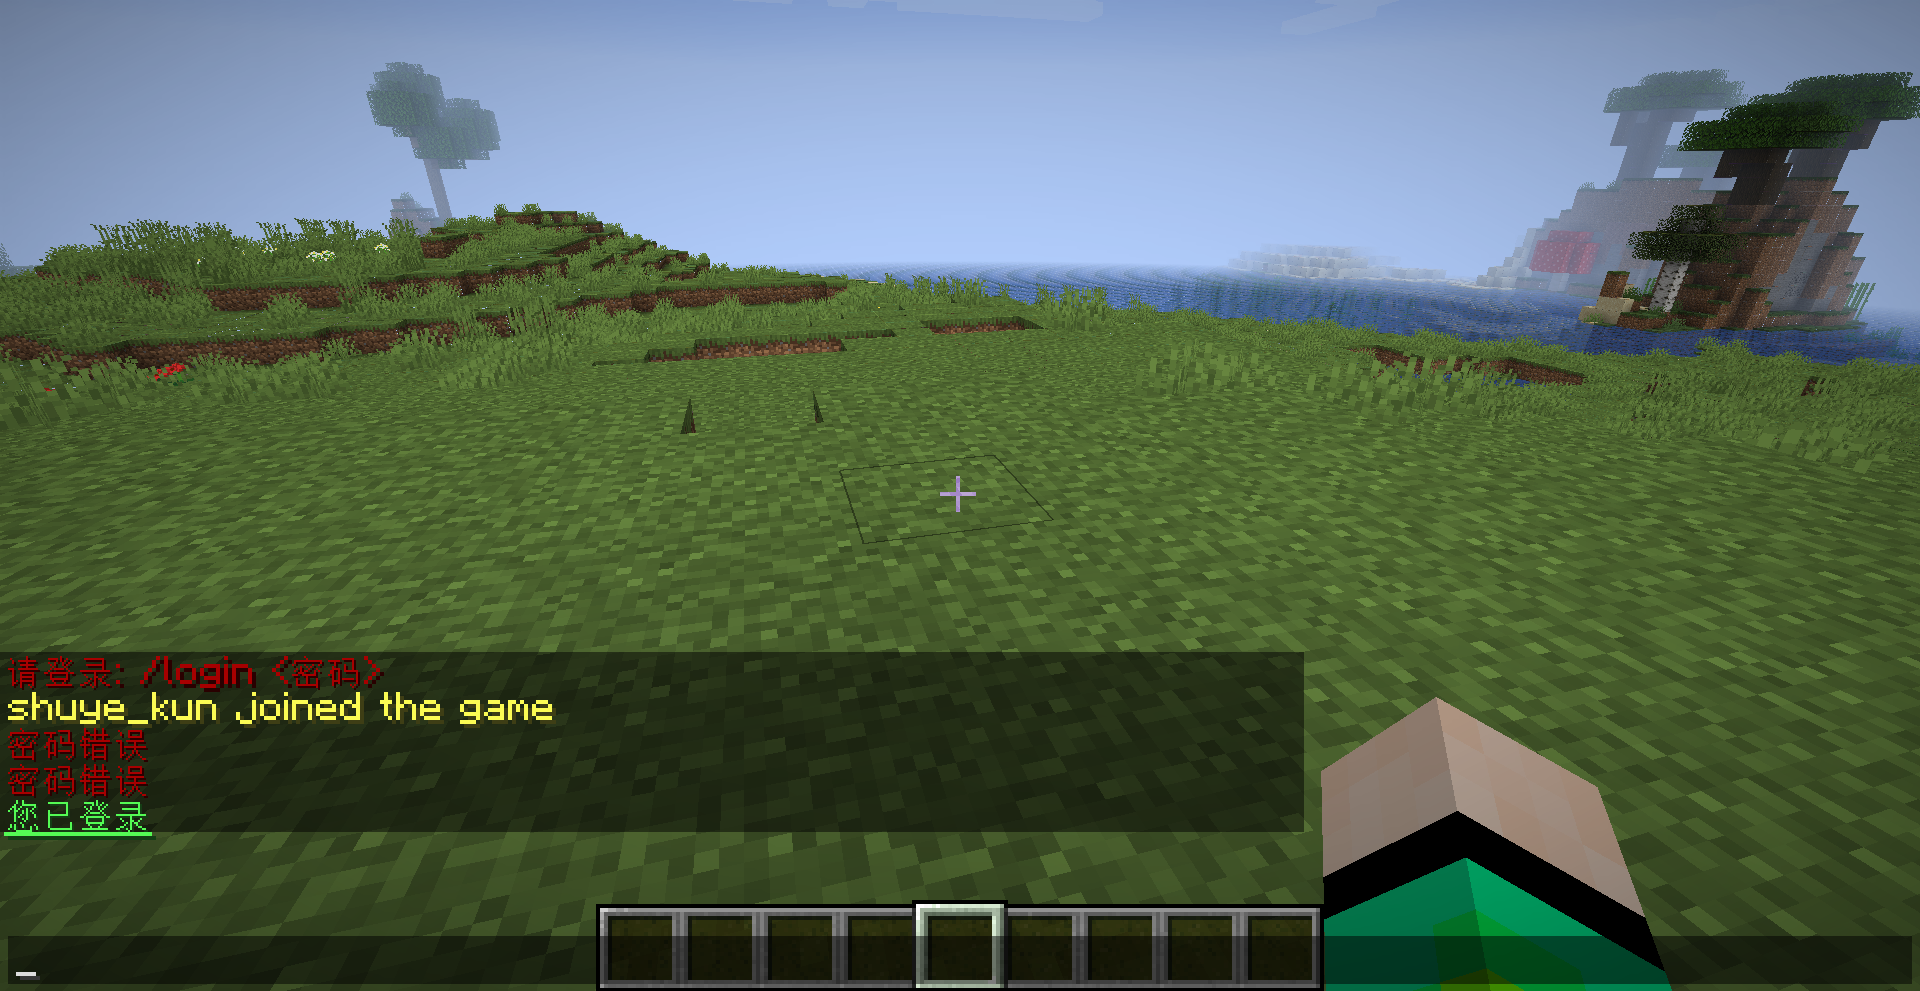 请登录: /login <密码>
shuye_kun joined the game
密码错误
密码错误
您已登录
_